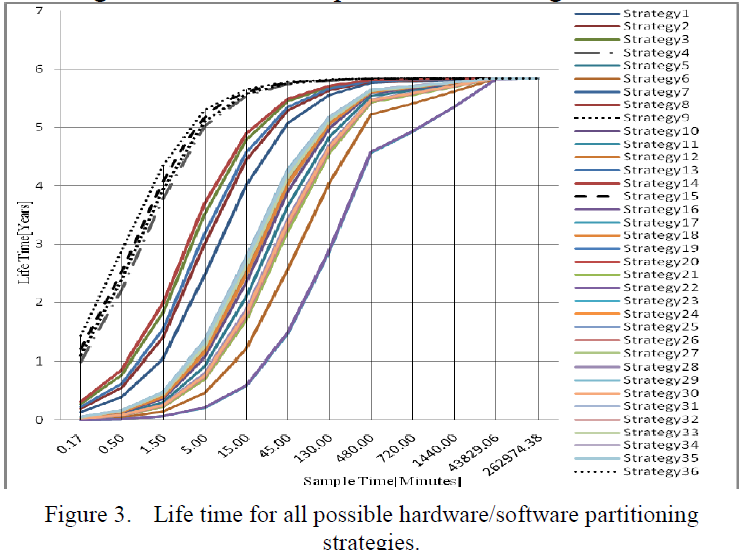 7
6
5
4
3
2
1
0
Life Time[Years]
0.17
0.50
1.50
5.00
15.00
45.00
130.00
480.00
720.00
1440.00
43829.06
262974.38
Sample Time[Minutes]
Strategy1
Strategy2
Strategy3
Strategy4
Strategy5
Strategy6
Strategy7
Strategy8
Strategy9
Strategy10
Strategy11
Strategy12
Strategy13
Strategy14
Strategy15
Strategy16
Strategy17
Strategy18
Strategy19
Strategy20
Strategy21
Strategy22
Strategy23
Strategy24
Strategy25
Strategy26
Strategy27
Strategy28
Strategy29
Strategy30
Strategy31
Strategy32
Strategy33
Strategy34
Strategy35
Strategy36
Figure 3. Life time for all possible hardware/software partitioning
strategies.